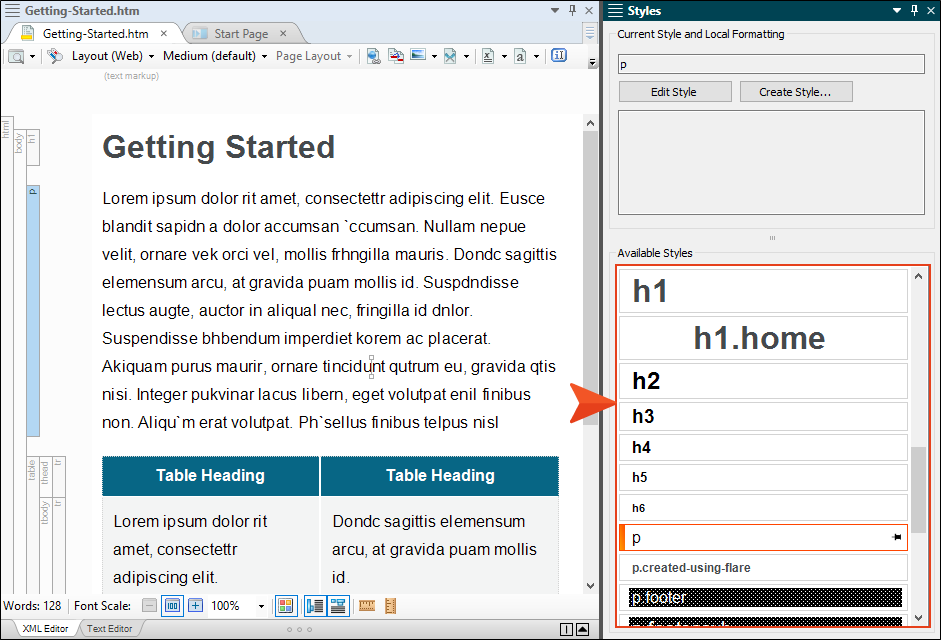 Getting-Started.htm
Getting-Started.htm
Start Page
Layout (Web)
Medium (default)
Page Layout
(text markup)
html
body
h1
Getting Started
p
Lorem ipsum dolor rit amet, consectettr adipiscing elit. Eusce
blandit sapidn a dolor accumsan `ccumsan. Nullam nepue
velit, ornare vek orci vel, mollis frhngilla mauris. Dondc sagittis
elemensum arcu, at gravida puam mollis id. Suspdndisse
lectus augte, auctor in aliqual nec, fringilla id dnlor.
Suspendisse bhbendum imperdiet korem ac placerat.
Akiquam purus maurir, ornare tincidunt qutrum eu, gravida qtis
nisi. Integer pukvinar lacus libern, eget volutpat enil finibus
non. Aliqu`m erat volutpat. Ph`sellus finibus telpus nisl
table
thead
tr
tbody
tr
Table Heading
Table Heading
Lorem ipsum dolor rit
amet, consectettr
adipiscing elit.
Dondc sagittis elemensum
arcu, at gravida puam mollis
id.
Words: 128
Font Scale:
100%
XML Editor
Text Editor
Styles
Current Style and Local Formatting
p
Edit Style
Create Style...
Available Styles
h1
h1.home
h2
h3
h4
h5
h6
p
p.created-using-flare
p.footer